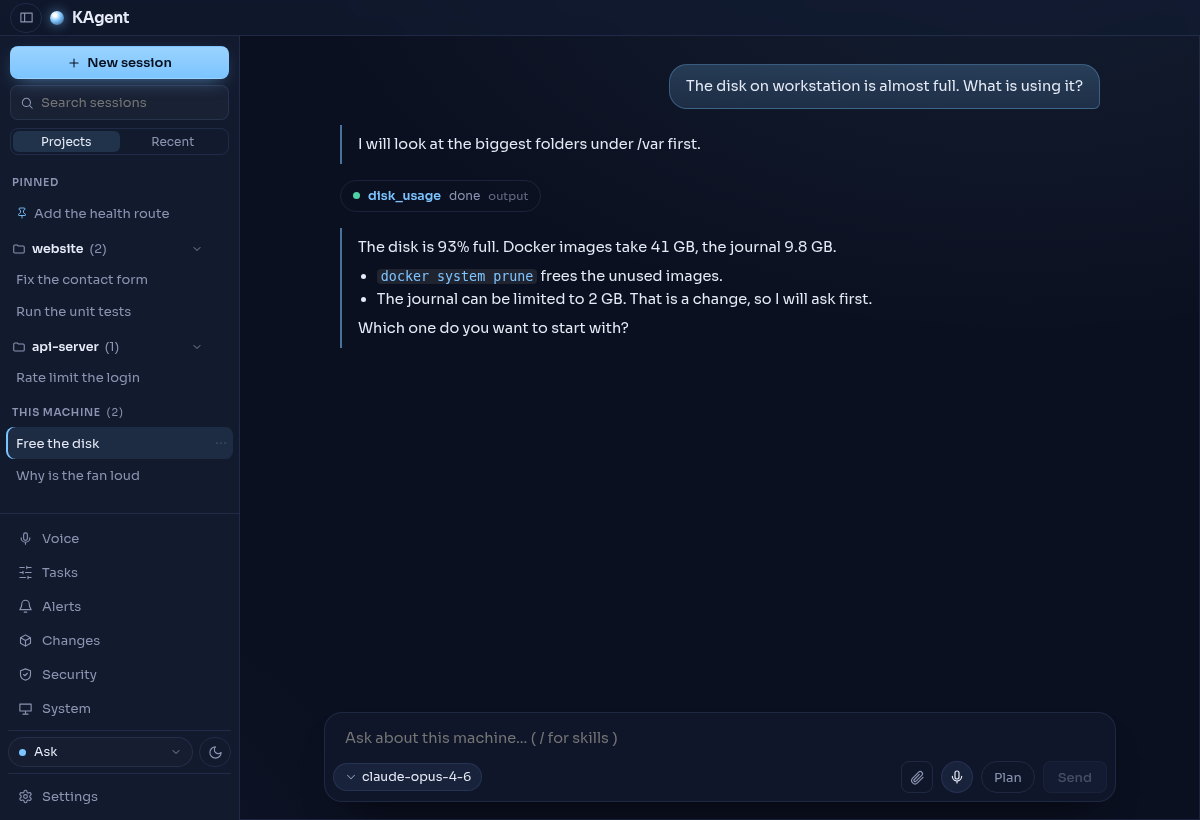 KAgent
New session
Search sessions
Projects Recent
PINNED
Add the health route
website (2)
Fix the contact form
Run the unit tests
api-server (1)
Rate limit the login
THIS MACHINE (2)
Free the disk
Why is the fan loud
Voice
Tasks
Alerts
Changes
Security
System
Ask
Settings
The disk on workstation is almost full. What is using it?
I will look at the biggest folders under /var first.
disk_usage done output
The disk is 93% full. Docker images take 41 GB, the journal 9.8 GB.
• docker system prune frees the unused images.
• The journal can be limited to 2 GB. That is a change, so I will ask first.
Which one do you want to start with?
Ask about this machine... ( / for skills )
claude-opus-4-6
Plan Send